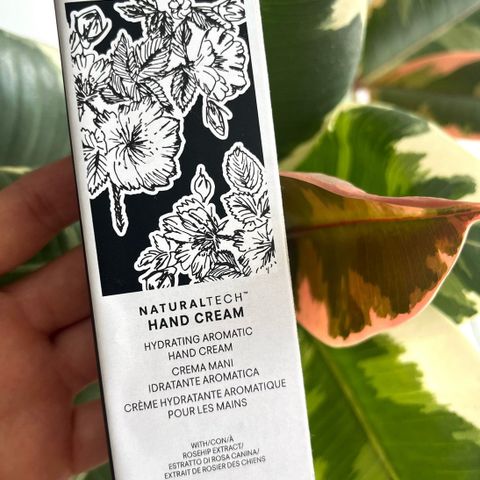 NATURALTECH™
HAND CREAM
HYDRATING AROMATIC
HAND CREAM
CREMA MANI
IDRATANTE AROMATICA
CRÈME HYDRATANTE AROMATIQUE
POUR LES MAINS
WITH/CON/À
ROSEHIP EXTRACT/
ESTRATTO DI ROSA CANINA/
EXTRAIT DE ROSIER DES CHIENS